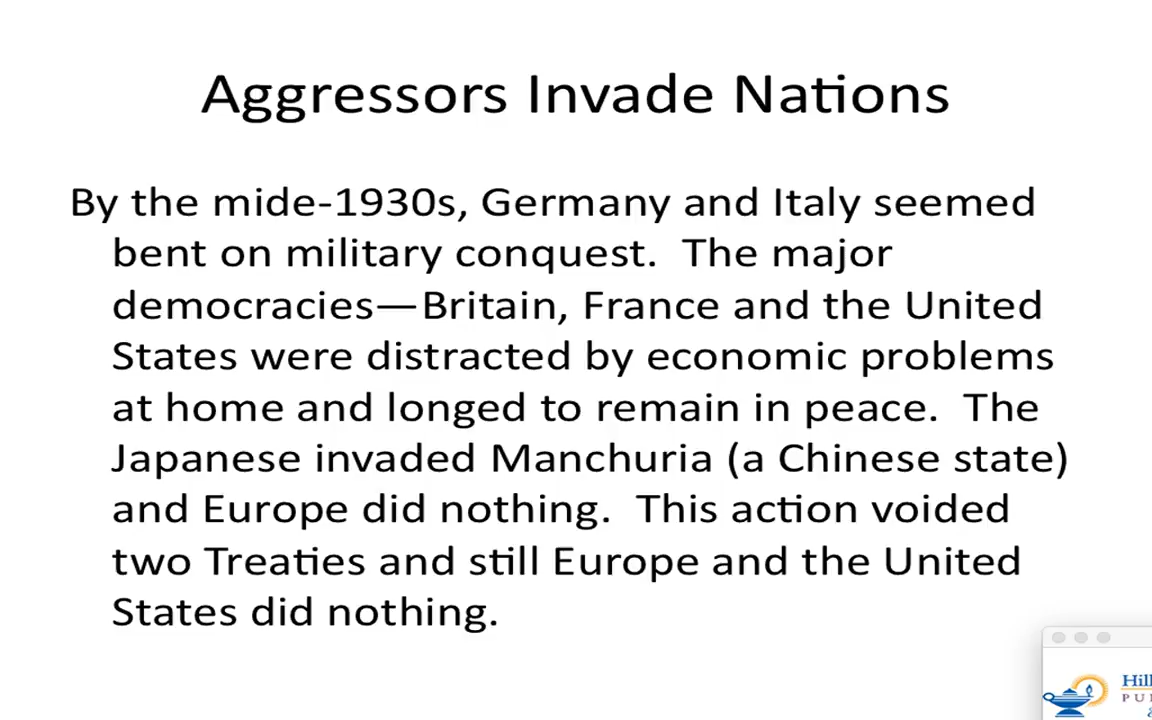 Aggressors Invade Nations
By the mide-1930s, Germany and Italy seemed
bent on military conquest.  The major
democracies—Britain, France and the United
States were distracted by economic problems
at home and longed to remain in peace.  The
Japanese invaded Manchuria (a Chinese state)
and Europe did nothing.  This action voided
two Treaties and still Europe and the United
States did nothing.